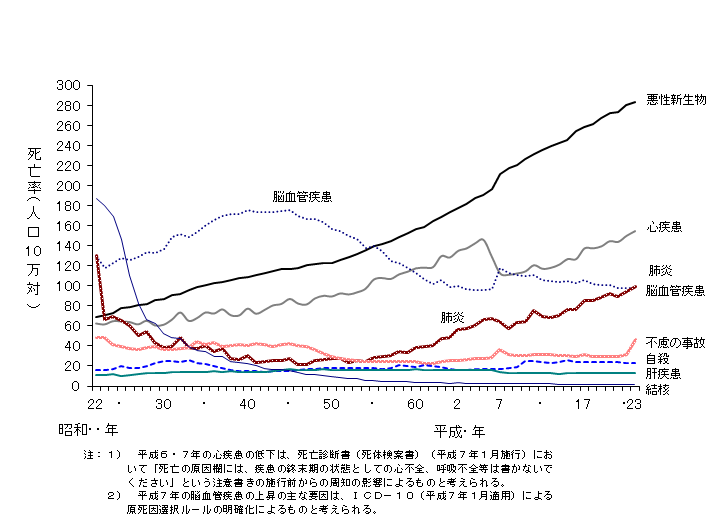 300
280
260
240
220
200
180
160
140
120
100
80
60
40
20
0
死亡率(人口10万対)
悪性新生物
脳血管疾患
心疾患
肺炎
脳血管疾患
肺炎
不慮の事故
自殺
肝疾患
結核
22 ・ 30 40 50 60 2 7 ・ 17 ・23
昭和・・年 平成・年
注：１） 平成６・７年の心疾患の低下は、死亡診断書（死体検案書）（平成７年１月施行）にお
いて「死亡の原因欄には、疾患の終末期の状態としての心不全、呼吸不全等は書かないで
ください」という注意書きの施行前からの周知の影響によるものと考えられる。
２） 平成７年の脳血管疾患の上昇の主な要因は、ＩＣＤ－１０（平成７年１月適用）による
原死因選択ルールの明確化によるものと考えられる。